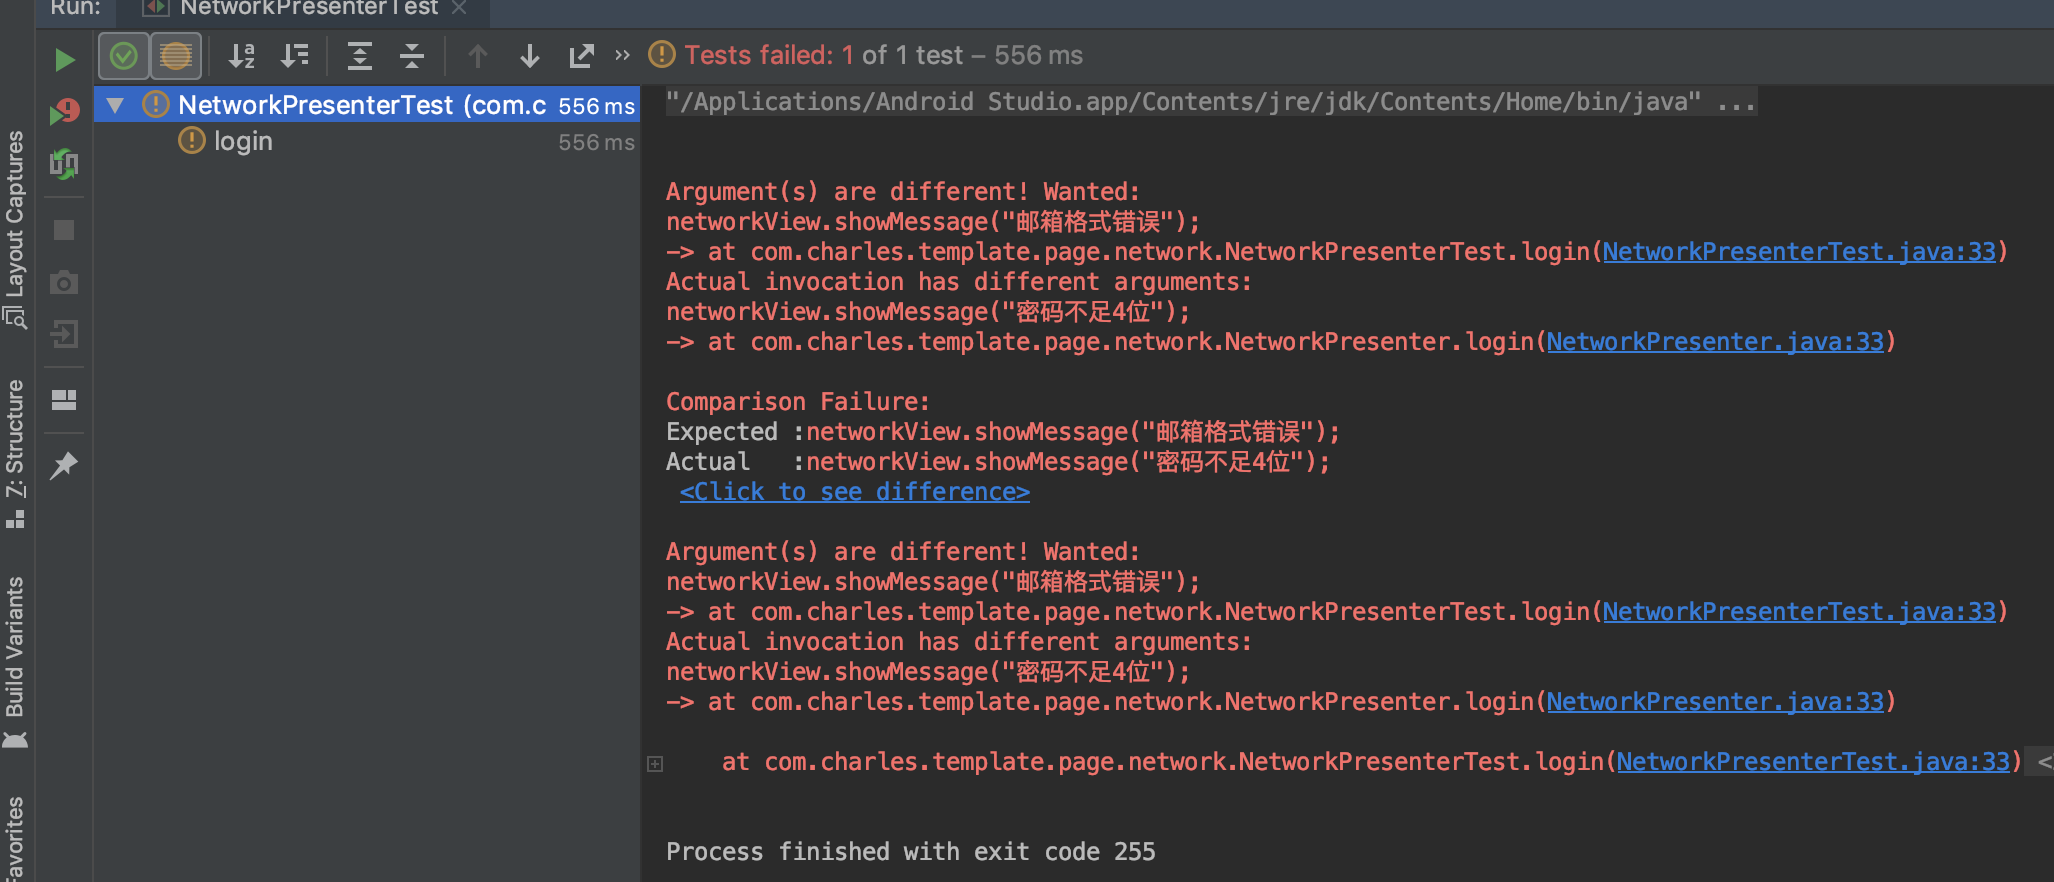 Run:
NetworkPresenterTest
Tests failed: 1 of 1 test – 556 ms
NetworkPresenterTest (com.c 556 ms
login 556 ms
Layout Captures
Z: Structure
Build Variants
Favorites
"/Applications/Android Studio.app/Contents/jre/jdk/Contents/Home/bin/java" ...
Argument(s) are different! Wanted:
networkView.showMessage("邮箱格式错误");
-> at com.charles.template.page.network.NetworkPresenterTest.login(NetworkPresenterTest.java:33)
Actual invocation has different arguments:
networkView.showMessage("密码不足4位");
-> at com.charles.template.page.network.NetworkPresenter.login(NetworkPresenter.java:33)
Comparison Failure:
Expected :networkView.showMessage("邮箱格式错误");
Actual   :networkView.showMessage("密码不足4位");
<Click to see difference>
Argument(s) are different! Wanted:
networkView.showMessage("邮箱格式错误");
-> at com.charles.template.page.network.NetworkPresenterTest.login(NetworkPresenterTest.java:33)
Actual invocation has different arguments:
networkView.showMessage("密码不足4位");
-> at com.charles.template.page.network.NetworkPresenter.login(NetworkPresenter.java:33)
at com.charles.template.page.network.NetworkPresenterTest.login(NetworkPresenterTest.java:33) <
Process finished with exit code 255